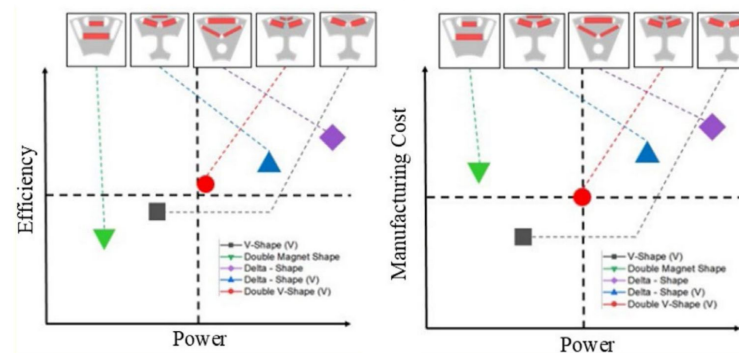 Efficiency
V-Shape (V)
Double Magnet Shape
Delta - Shape
Delta - Shape (V)
Double V-Shape (V)
Power
Manufacturing Cost
V-Shape (V)
Double Magnet Shape
Delta - Shape
Delta - Shape (V)
Double V-Shape (V)
Power